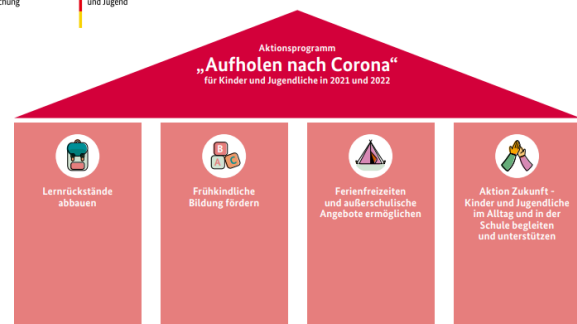 und Jugend
Aktionsprogramm
„Aufholen nach Corona“
für Kinder und Jugendliche in 2021 und 2022
B
A C
Lernrückstände
abbauen
Frühkindliche
Bildung fördern
Ferienfreizeiten
und außerschulische
Angebote ermöglichen
Aktion Zukunft -
Kinder und Jugendliche
im Alltag und in der
Schule begleiten
und unterstützen